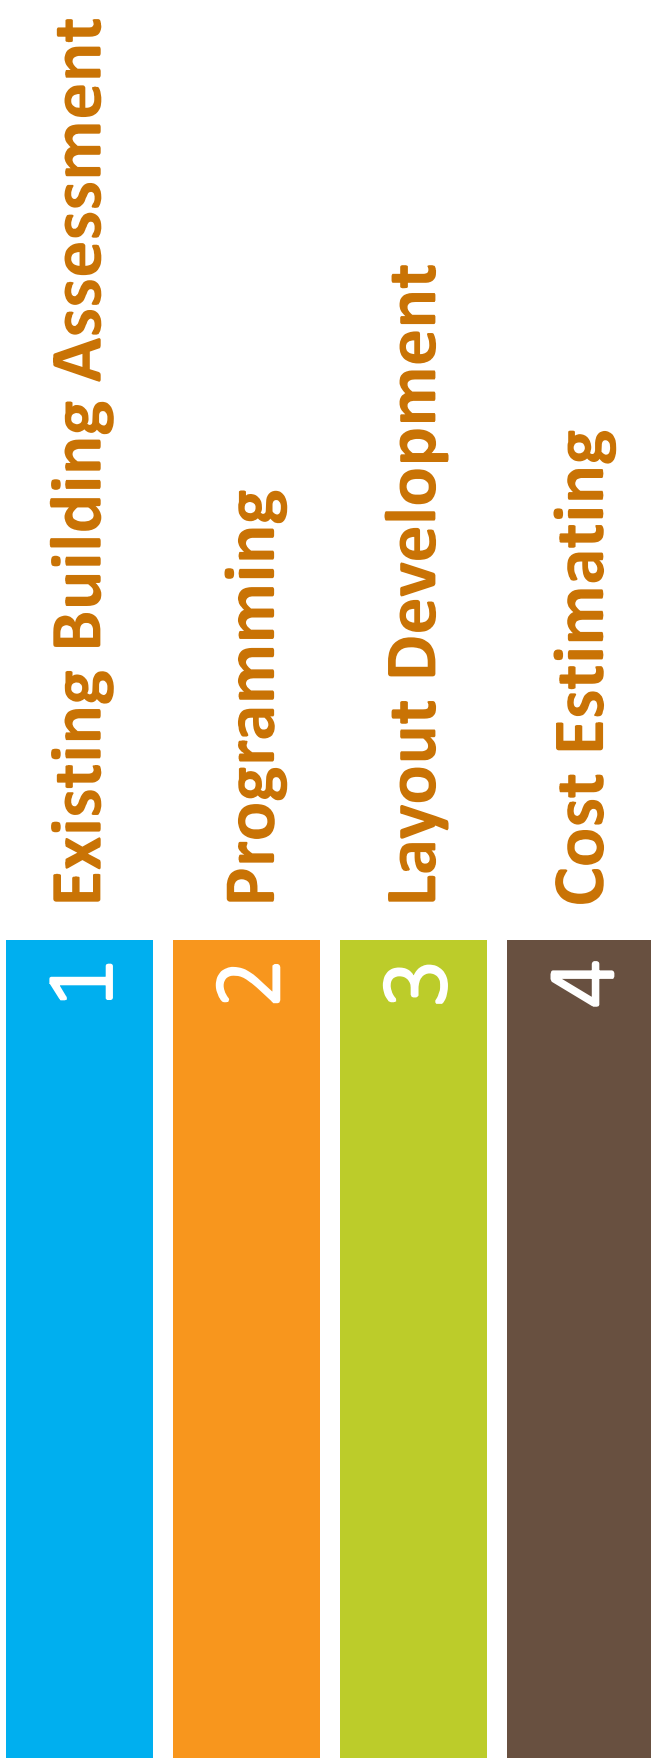 1 Existing Building Assessment
2 Programming
3 Layout Development
4 Cost Estimating